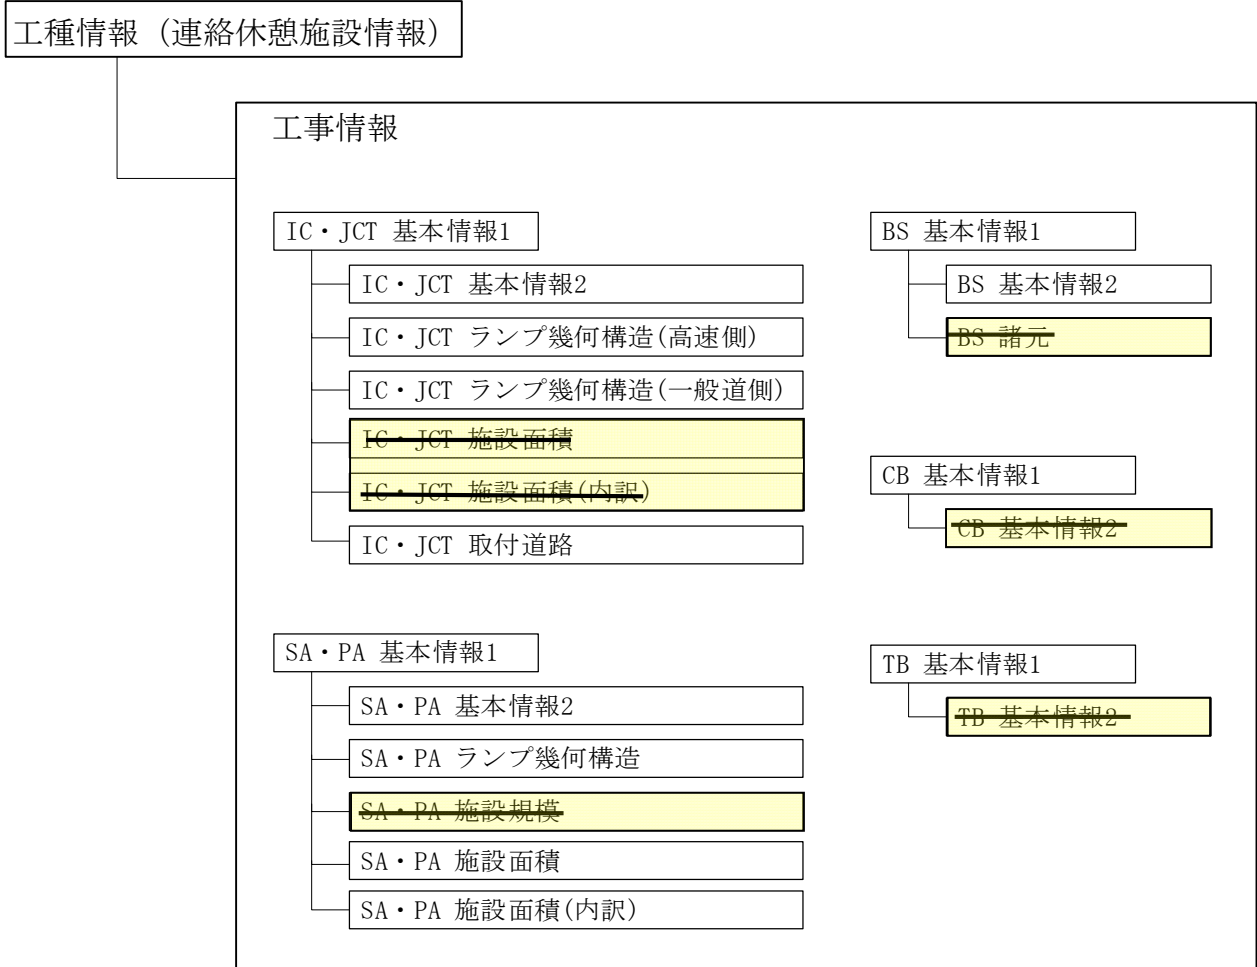 工種情報 (連絡休憩施設情報)
工事情報
IC・JCT 基本情報1
IC・JCT 基本情報2
IC・JCT ランプ幾何構造(高速側)
IC・JCT ランプ幾何構造(一般道側)
IC・JCT 施設面積
IC・JCT 施設面積(内訳)
IC・JCT 取付道路
SA・PA 基本情報1
SA・PA 基本情報2
SA・PA ランプ幾何構造
SA・PA 施設規模
SA・PA 施設面積
SA・PA 施設面積(内訳)
BS 基本情報1
BS 基本情報2
BS 諸元
CB 基本情報1
CB 基本情報2
TB 基本情報1
TB 基本情報2